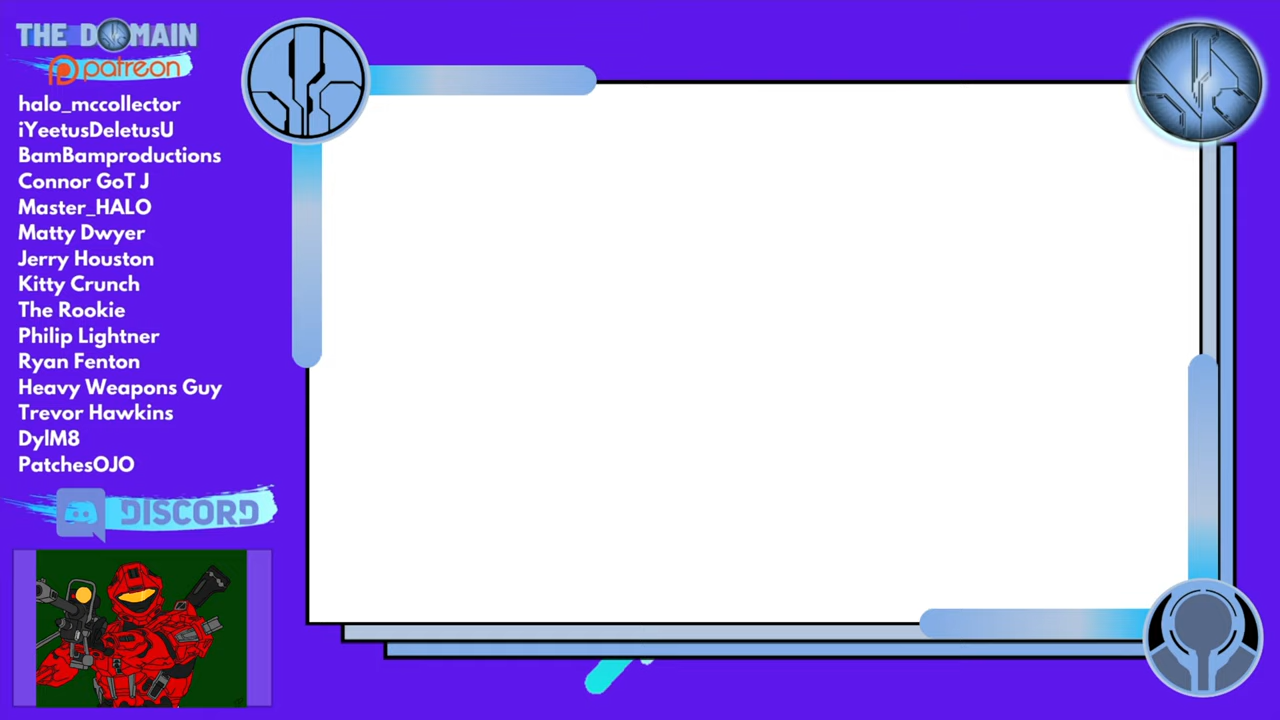 THE DOMAIN
patreon
halo_mccollector
iYeetusDeletusU
BamBamproductions
Connor GoT J
Master_HALO
Matty Dwyer
Jerry Houston
Kitty Crunch
The Rookie
Philip Lightner
Ryan Fenton
Heavy Weapons Guy
Trevor Hawkins
DylM8
PatchesOJO
DISCORD